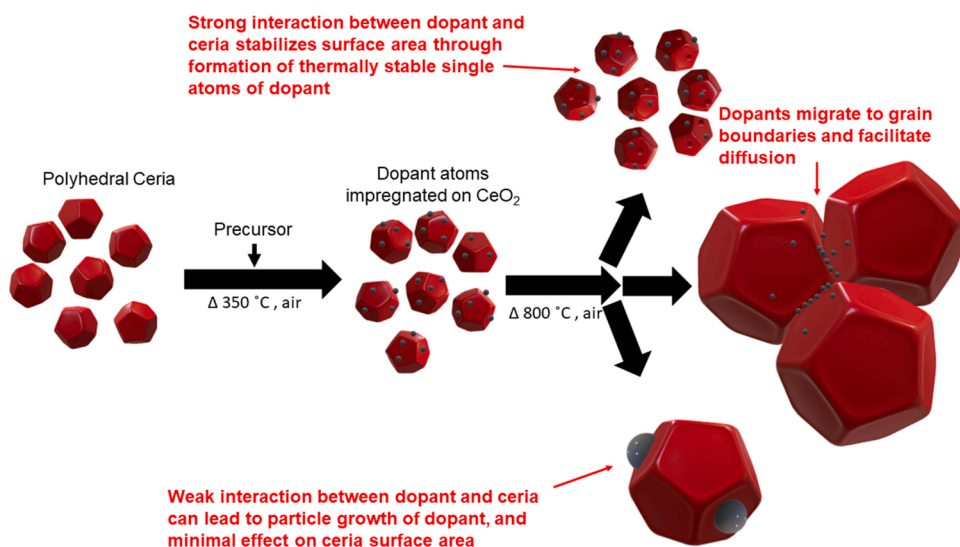 Strong interaction between dopant and
ceria stabilizes surface area through
formation of thermally stable single
atoms of dopant
Dopants migrate to grain
boundaries and facilitate
diffusion
Polyhedral Ceria
Dopant atoms
impregnated on CeO₂
Precursor
Δ 350 ˚C , air
Δ 800 ˚C , air
Weak interaction between dopant and ceria
can lead to particle growth of dopant, and
minimal effect on ceria surface area